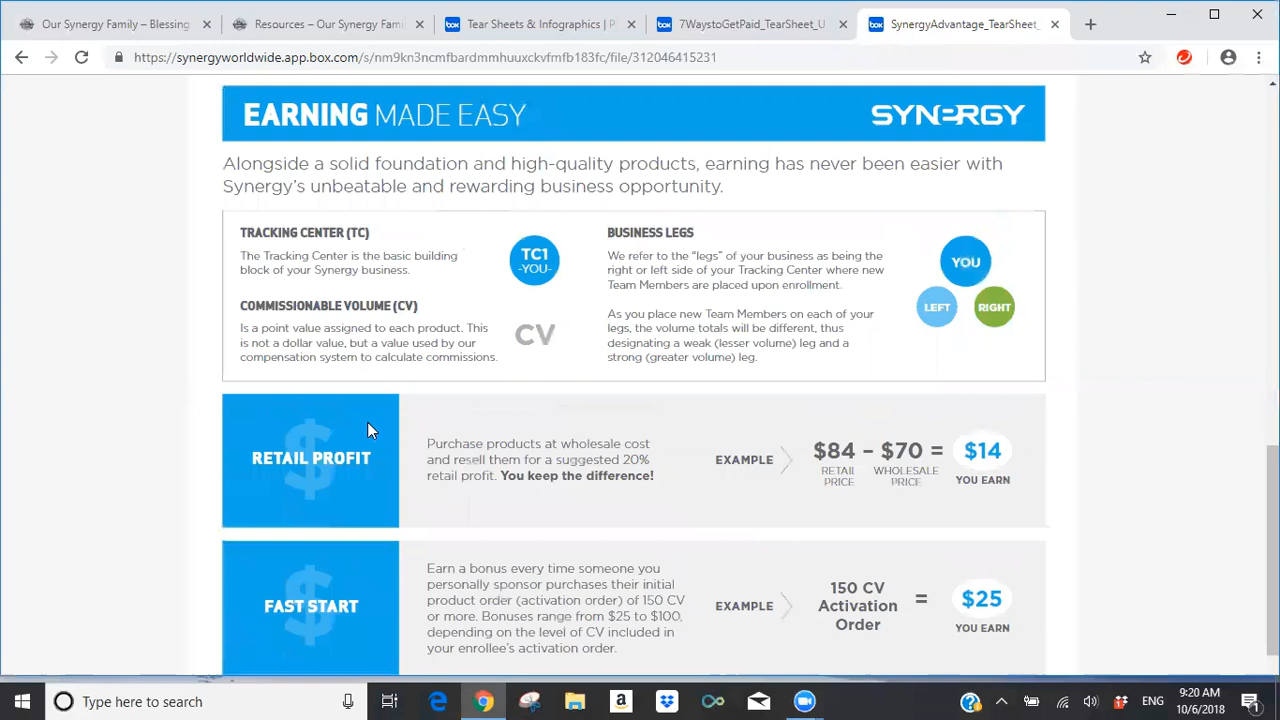 Our Synergy Family – Blessing
Resources – Our Synergy Fami
Tear Sheets & Infographics | P
7WaystoGetPaid_TearSheet_U
SynergyAdvantage_TearSheet_
https://synergyworldwide.app.box.com/s/nm9kn3ncmfbardmmhuuxckvfmfb183fc/file/312046415231
EARNING MADE EASY
SYNERGY
Alongside a solid foundation and high-quality products, earning has never been easier with
Synergy's unbeatable and rewarding business opportunity.
TRACKING CENTER (TC)
The Tracking Center is the basic building
block of your Synergy business.
TC1
-YOU-
COMMISSIONABLE VOLUME (CV)
Is a point value assigned to each product. This
is not a dollar value, but a value used by our
compensation system to calculate commissions.
CV
BUSINESS LEGS
We refer to the "legs" of your business as being the
right or left side of your Tracking Center where new
Team Members are placed upon enrollment.
As you place new Team Members on each of your
legs, the volume totals will be different, thus
designating a weak (lesser volume) leg and a
strong (greater volume) leg.
YOU
LEFT
RIGHT
$
RETAIL PROFIT
Purchase products at wholesale cost
and resell them for a suggested 20%
retail profit. You keep the difference!
EXAMPLE
$84 – $70 = $14
RETAIL PRICE
WHOLESALE PRICE
YOU EARN
$
FAST START
Earn a bonus every time someone you
personally sponsor purchases their initial
product order (activation order) of 150 CV
or more. Bonuses range from $25 to $100,
depending on the level of CV included in
your enrollee's activation order.
EXAMPLE
150 CV
Activation
Order
= $25
YOU EARN
Type here to search
ENG
9:20 AM
10/6/2018